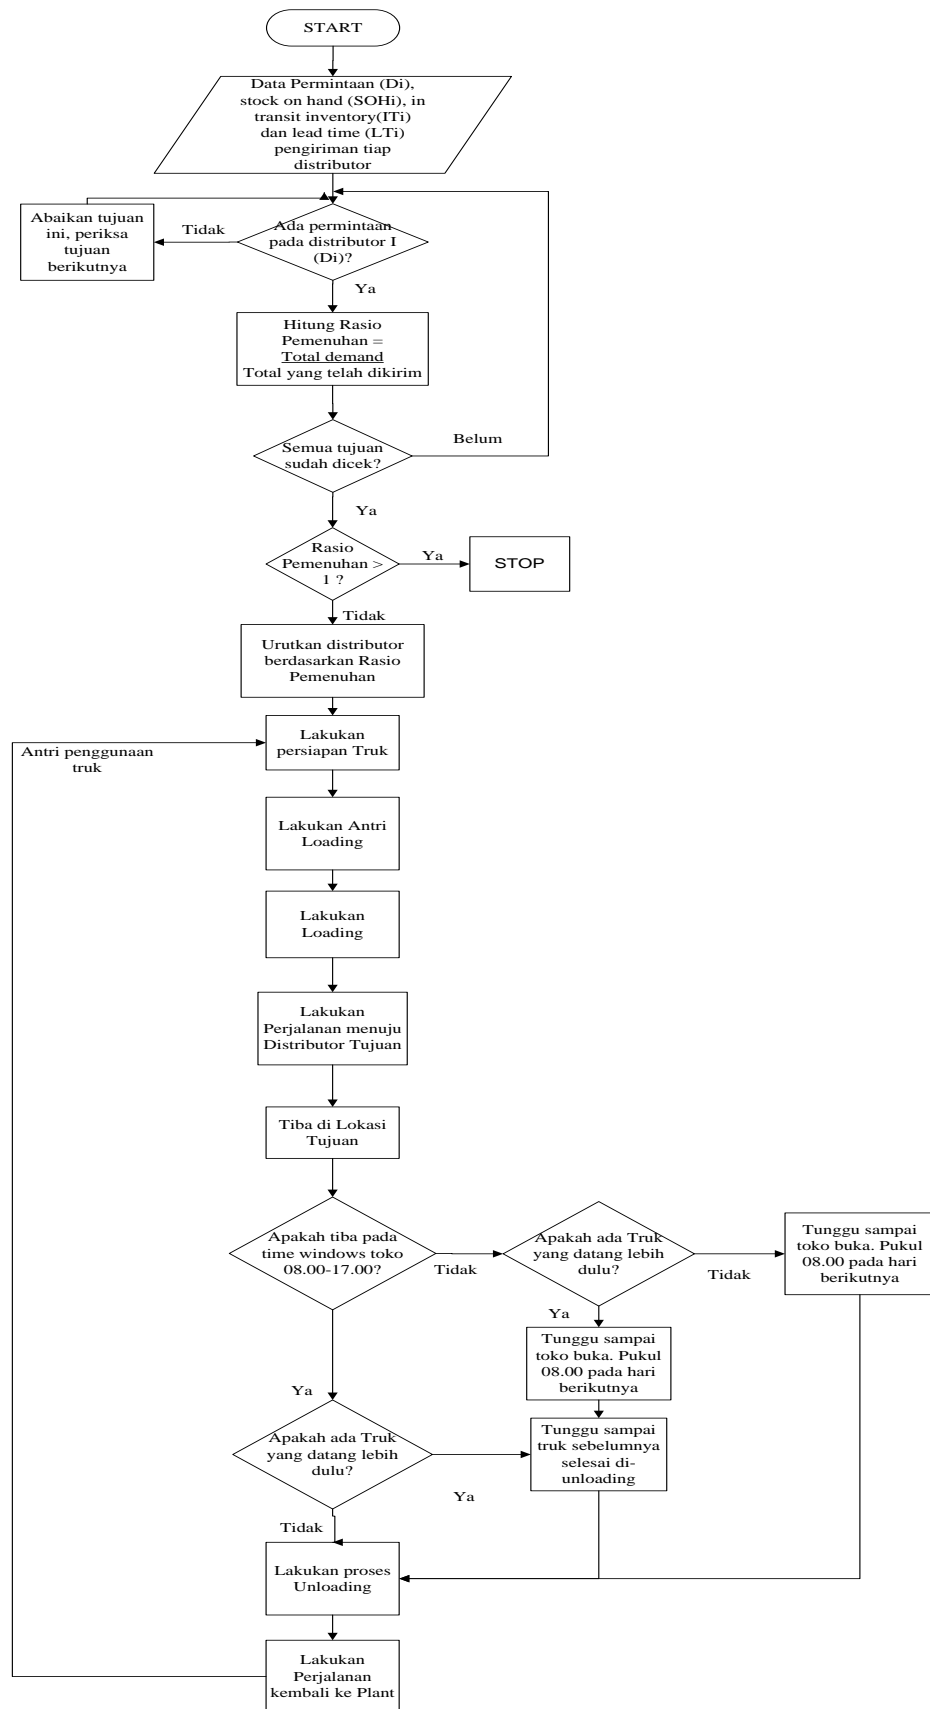 START
Data Permintaan (Di),
stock on hand (SOHi), in
transit inventory(ITi)
dan lead time (LTi)
pengiriman tiap
distributor
Abaikan tujuan
ini, periksa
tujuan
berikutnya
Tidak
Ada permintaan
pada distributor I
(Di)?
Ya
Hitung Rasio
Pemenuhan =
Total demand
Total yang telah dikirim
Semua tujuan
sudah dicek?
Belum
Ya
Rasio
Pemenuhan >
1 ?
Ya
STOP
Tidak
Urutkan distributor
berdasarkan Rasio
Pemenuhan
Antri penggunaan
truk
Lakukan
persiapan Truk
Lakukan Antri
Loading
Lakukan
Loading
Lakukan
Perjalanan menuju
Distributor Tujuan
Tiba di Lokasi
Tujuan
Apakah tiba pada
time windows toko
08.00-17.00?
Tidak
Apakah ada Truk
yang datang lebih
dulu?
Tidak
Tunggu sampai
toko buka. Pukul
08.00 pada hari
berikutnya
Ya
Tunggu sampai
toko buka. Pukul
08.00 pada hari
berikutnya
Ya
Apakah ada Truk
yang datang lebih
dulu?
Ya
Tunggu sampai
truk sebelumnya
selesai di-
unloading
Tidak
Lakukan proses
Unloading
Lakukan
Perjalanan
kembali ke Plant